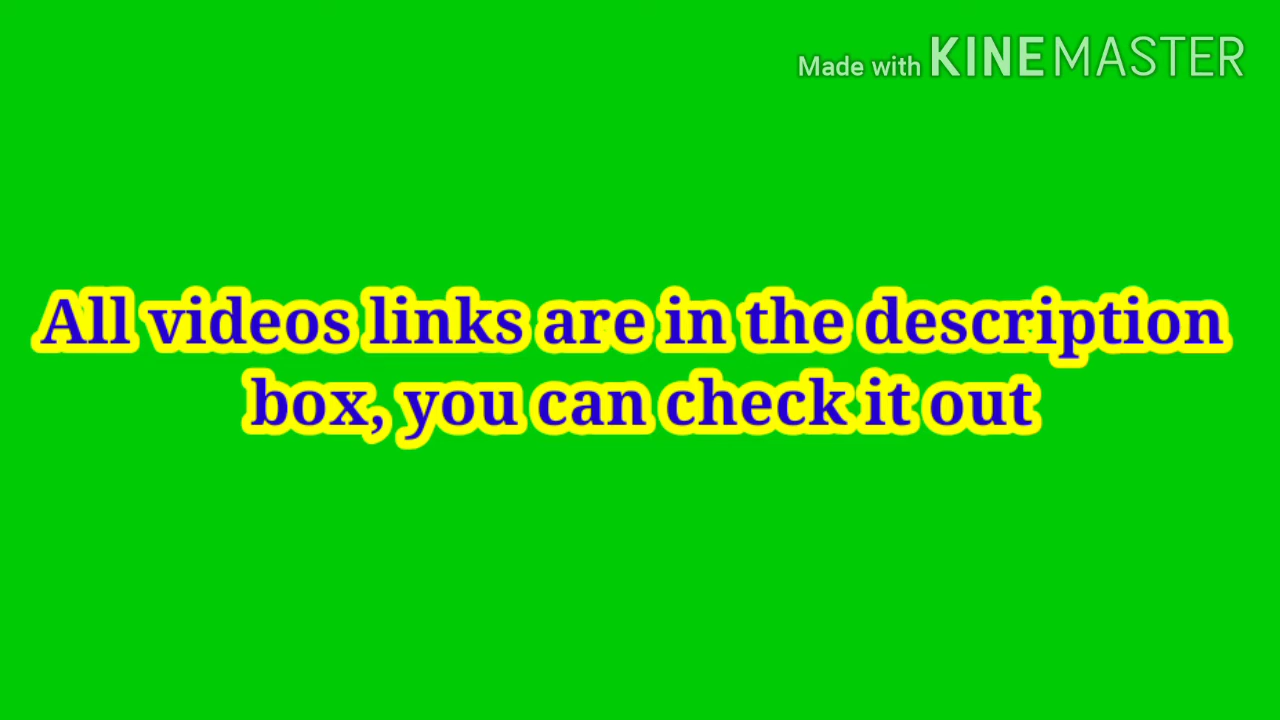 Made with KINEMASTER
All videos links are in the description
box, you can check it out